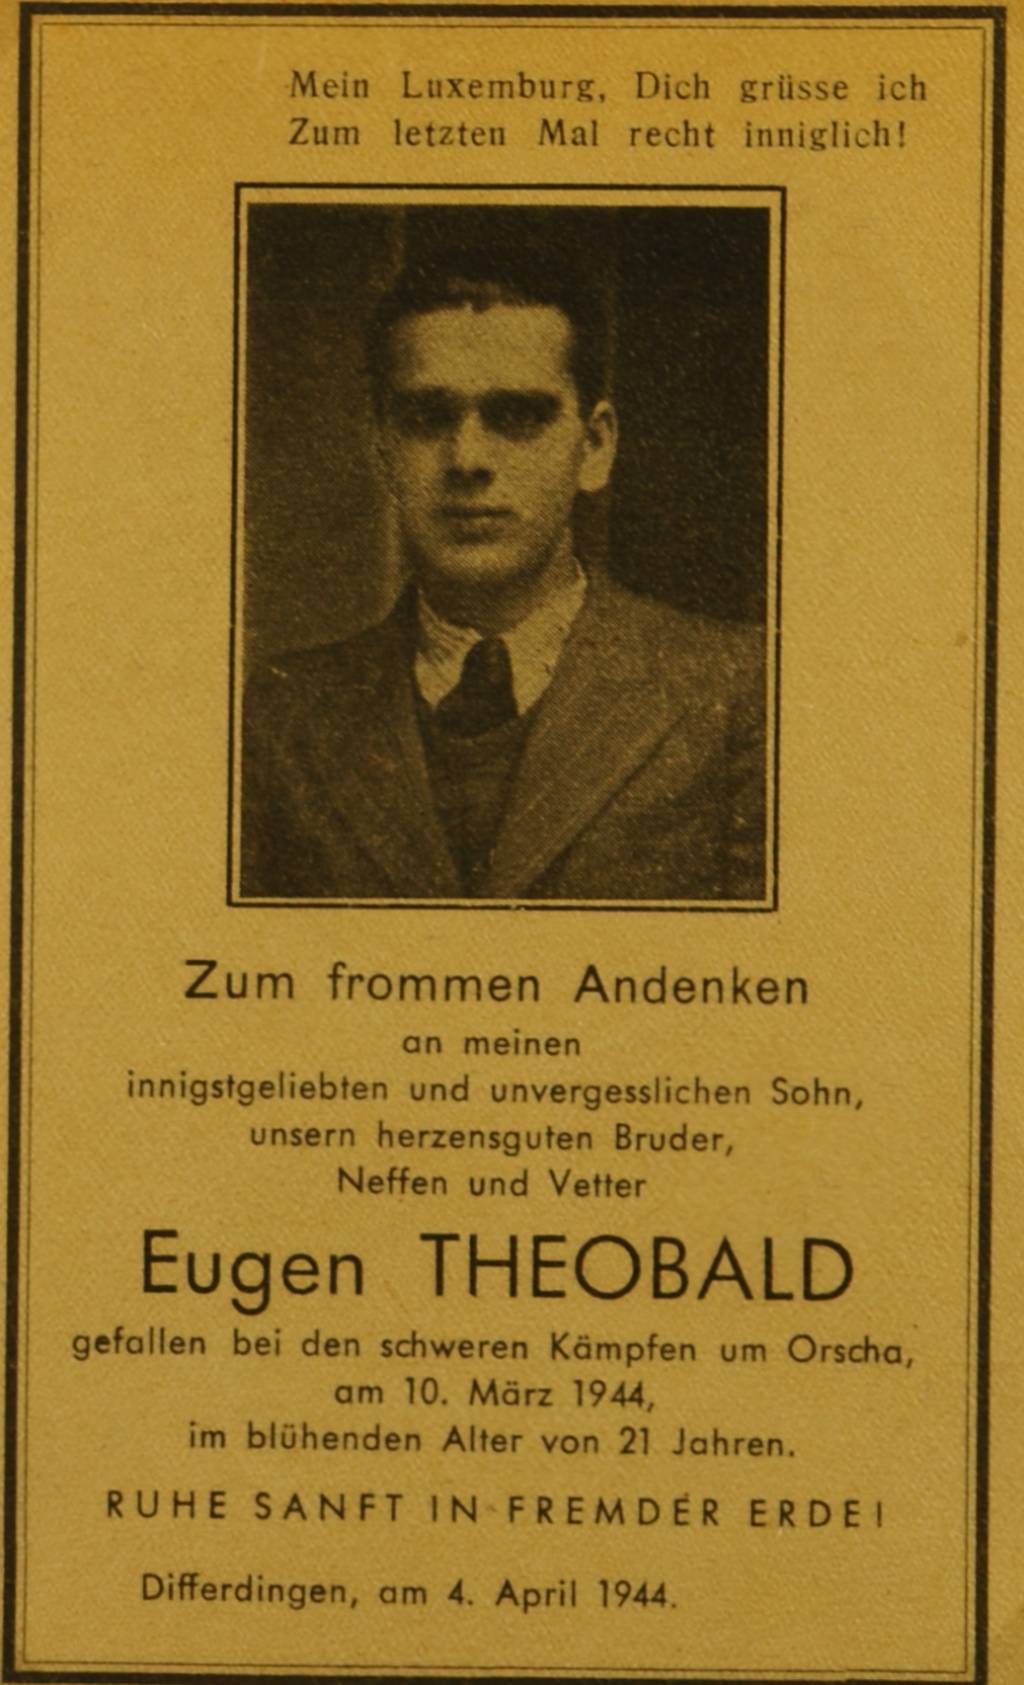 Mein Luxemburg, Dich grüsse ich
Zum letzten Mal recht inniglich!
Zum frommen Andenken
an meinen
innigstgeliebten und unvergesslichen Sohn,
unsern herzensguten Bruder,
Neffen und Vetter
Eugen THEOBALD
gefallen bei den schweren Kämpfen um Orscha,
am 10. März 1944,
im blühenden Alter von 21 Jahren.
RUHE SANFT IN FREMDER ERDE!
Differdingen, am 4. April 1944.